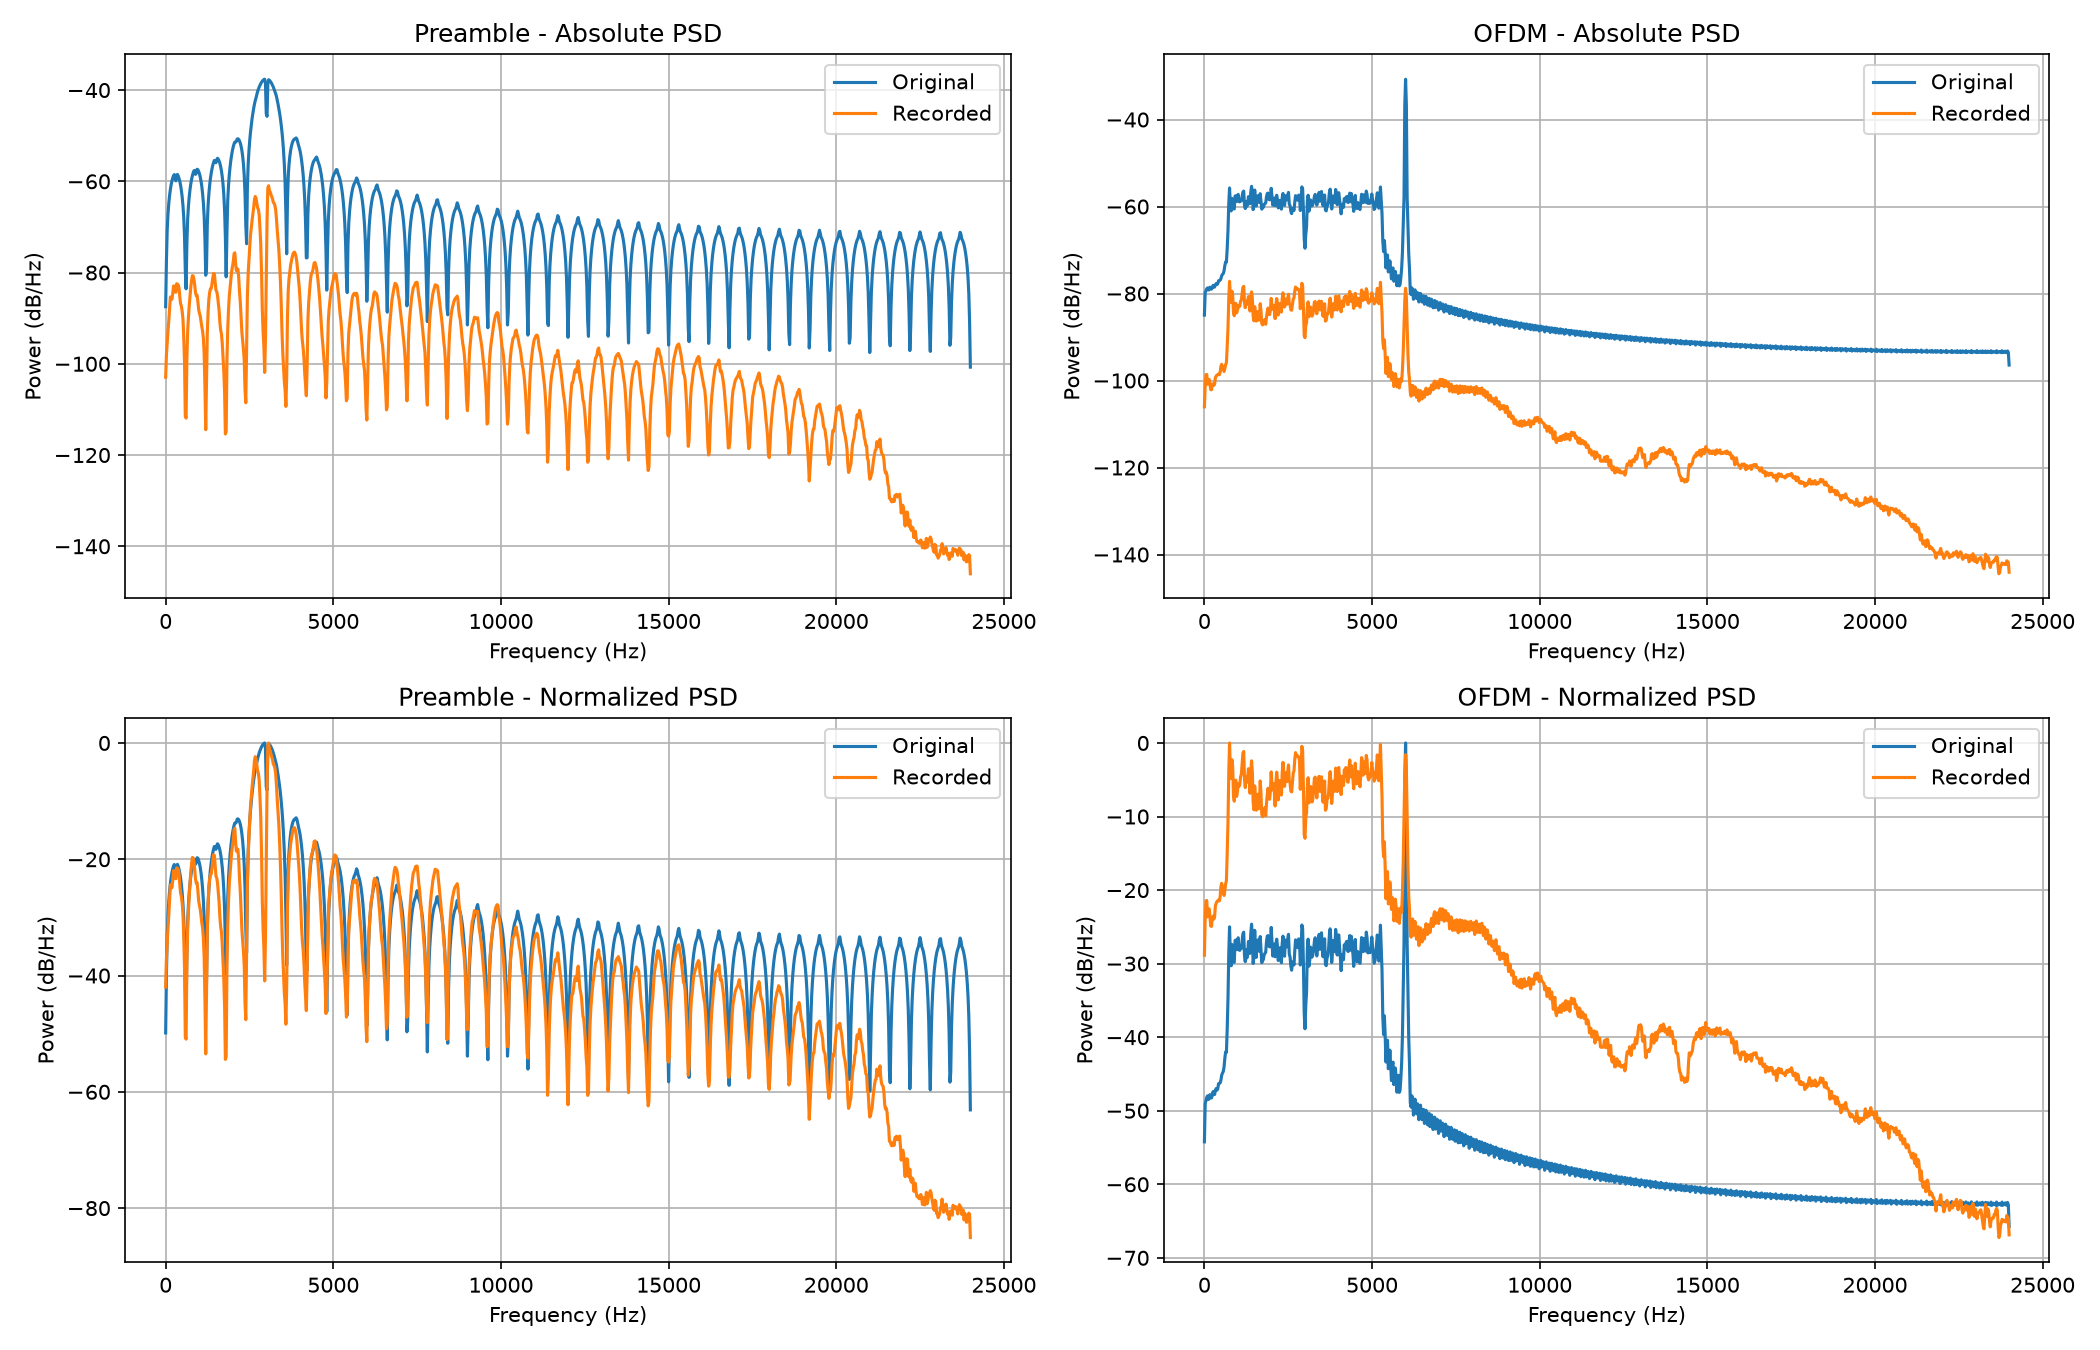 Preamble - Absolute PSD
Power (dB/Hz)
−40
−60
−80
−100
−120
−140
0
5000
10000
15000
20000
25000
Frequency (Hz)
Original
Recorded
OFDM - Absolute PSD
Power (dB/Hz)
−40
−60
−80
−100
−120
−140
0
5000
10000
15000
20000
25000
Frequency (Hz)
Original
Recorded
Preamble - Normalized PSD
Power (dB/Hz)
0
−20
−40
−60
−80
0
5000
10000
15000
20000
25000
Frequency (Hz)
Original
Recorded
OFDM - Normalized PSD
Power (dB/Hz)
0
−10
−20
−30
−40
−50
−60
−70
0
5000
10000
15000
20000
25000
Frequency (Hz)
Original
Recorded